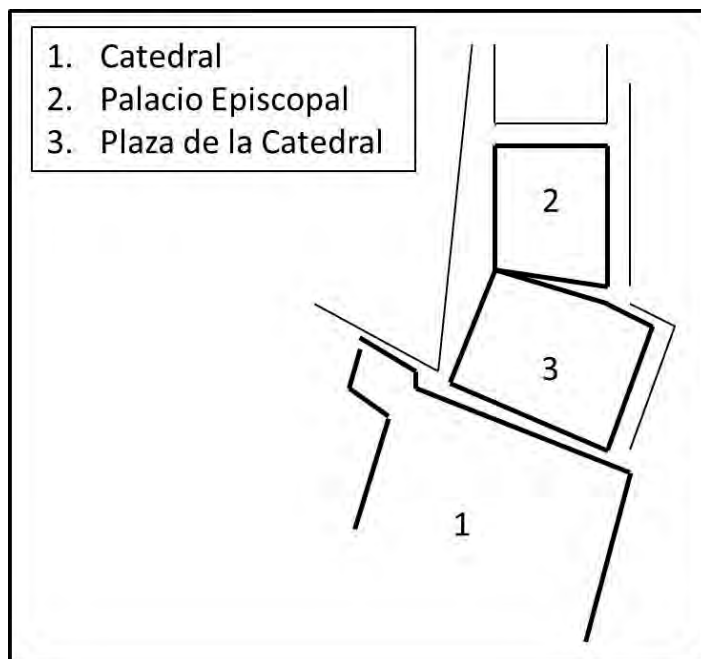 1. Catedral
2. Palacio Episcopal
3. Plaza de la Catedral
2
3
1